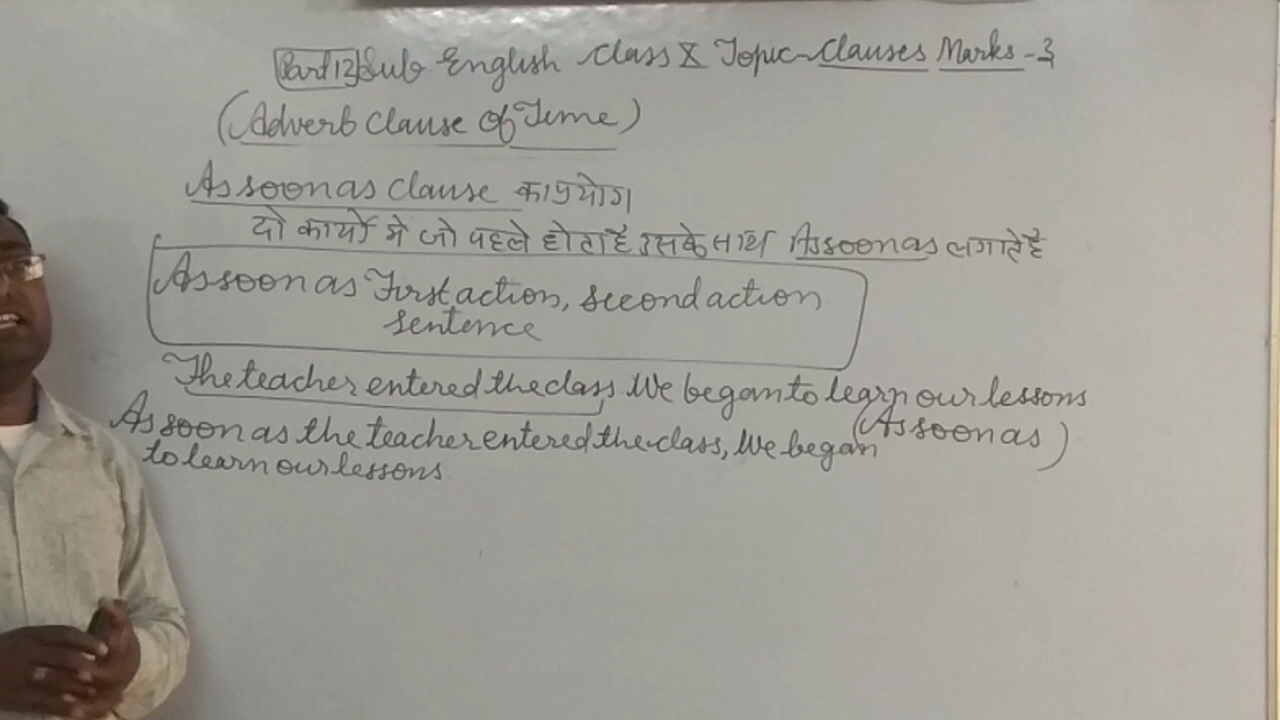 Part 12 Sub English Class X Topic - Clauses Marks - 3
(Adverb Clause Of Time)
As soon as clause का प्रयोग
दो कार्यो मे जो पहले होता है उसके साथ As soon as लगाते है
As soon as First action, second action
sentence
The teacher entered the class. We began to learn our lessons
(As soon as)
As soon as the teacher entered the class, We began
to learn our lessons